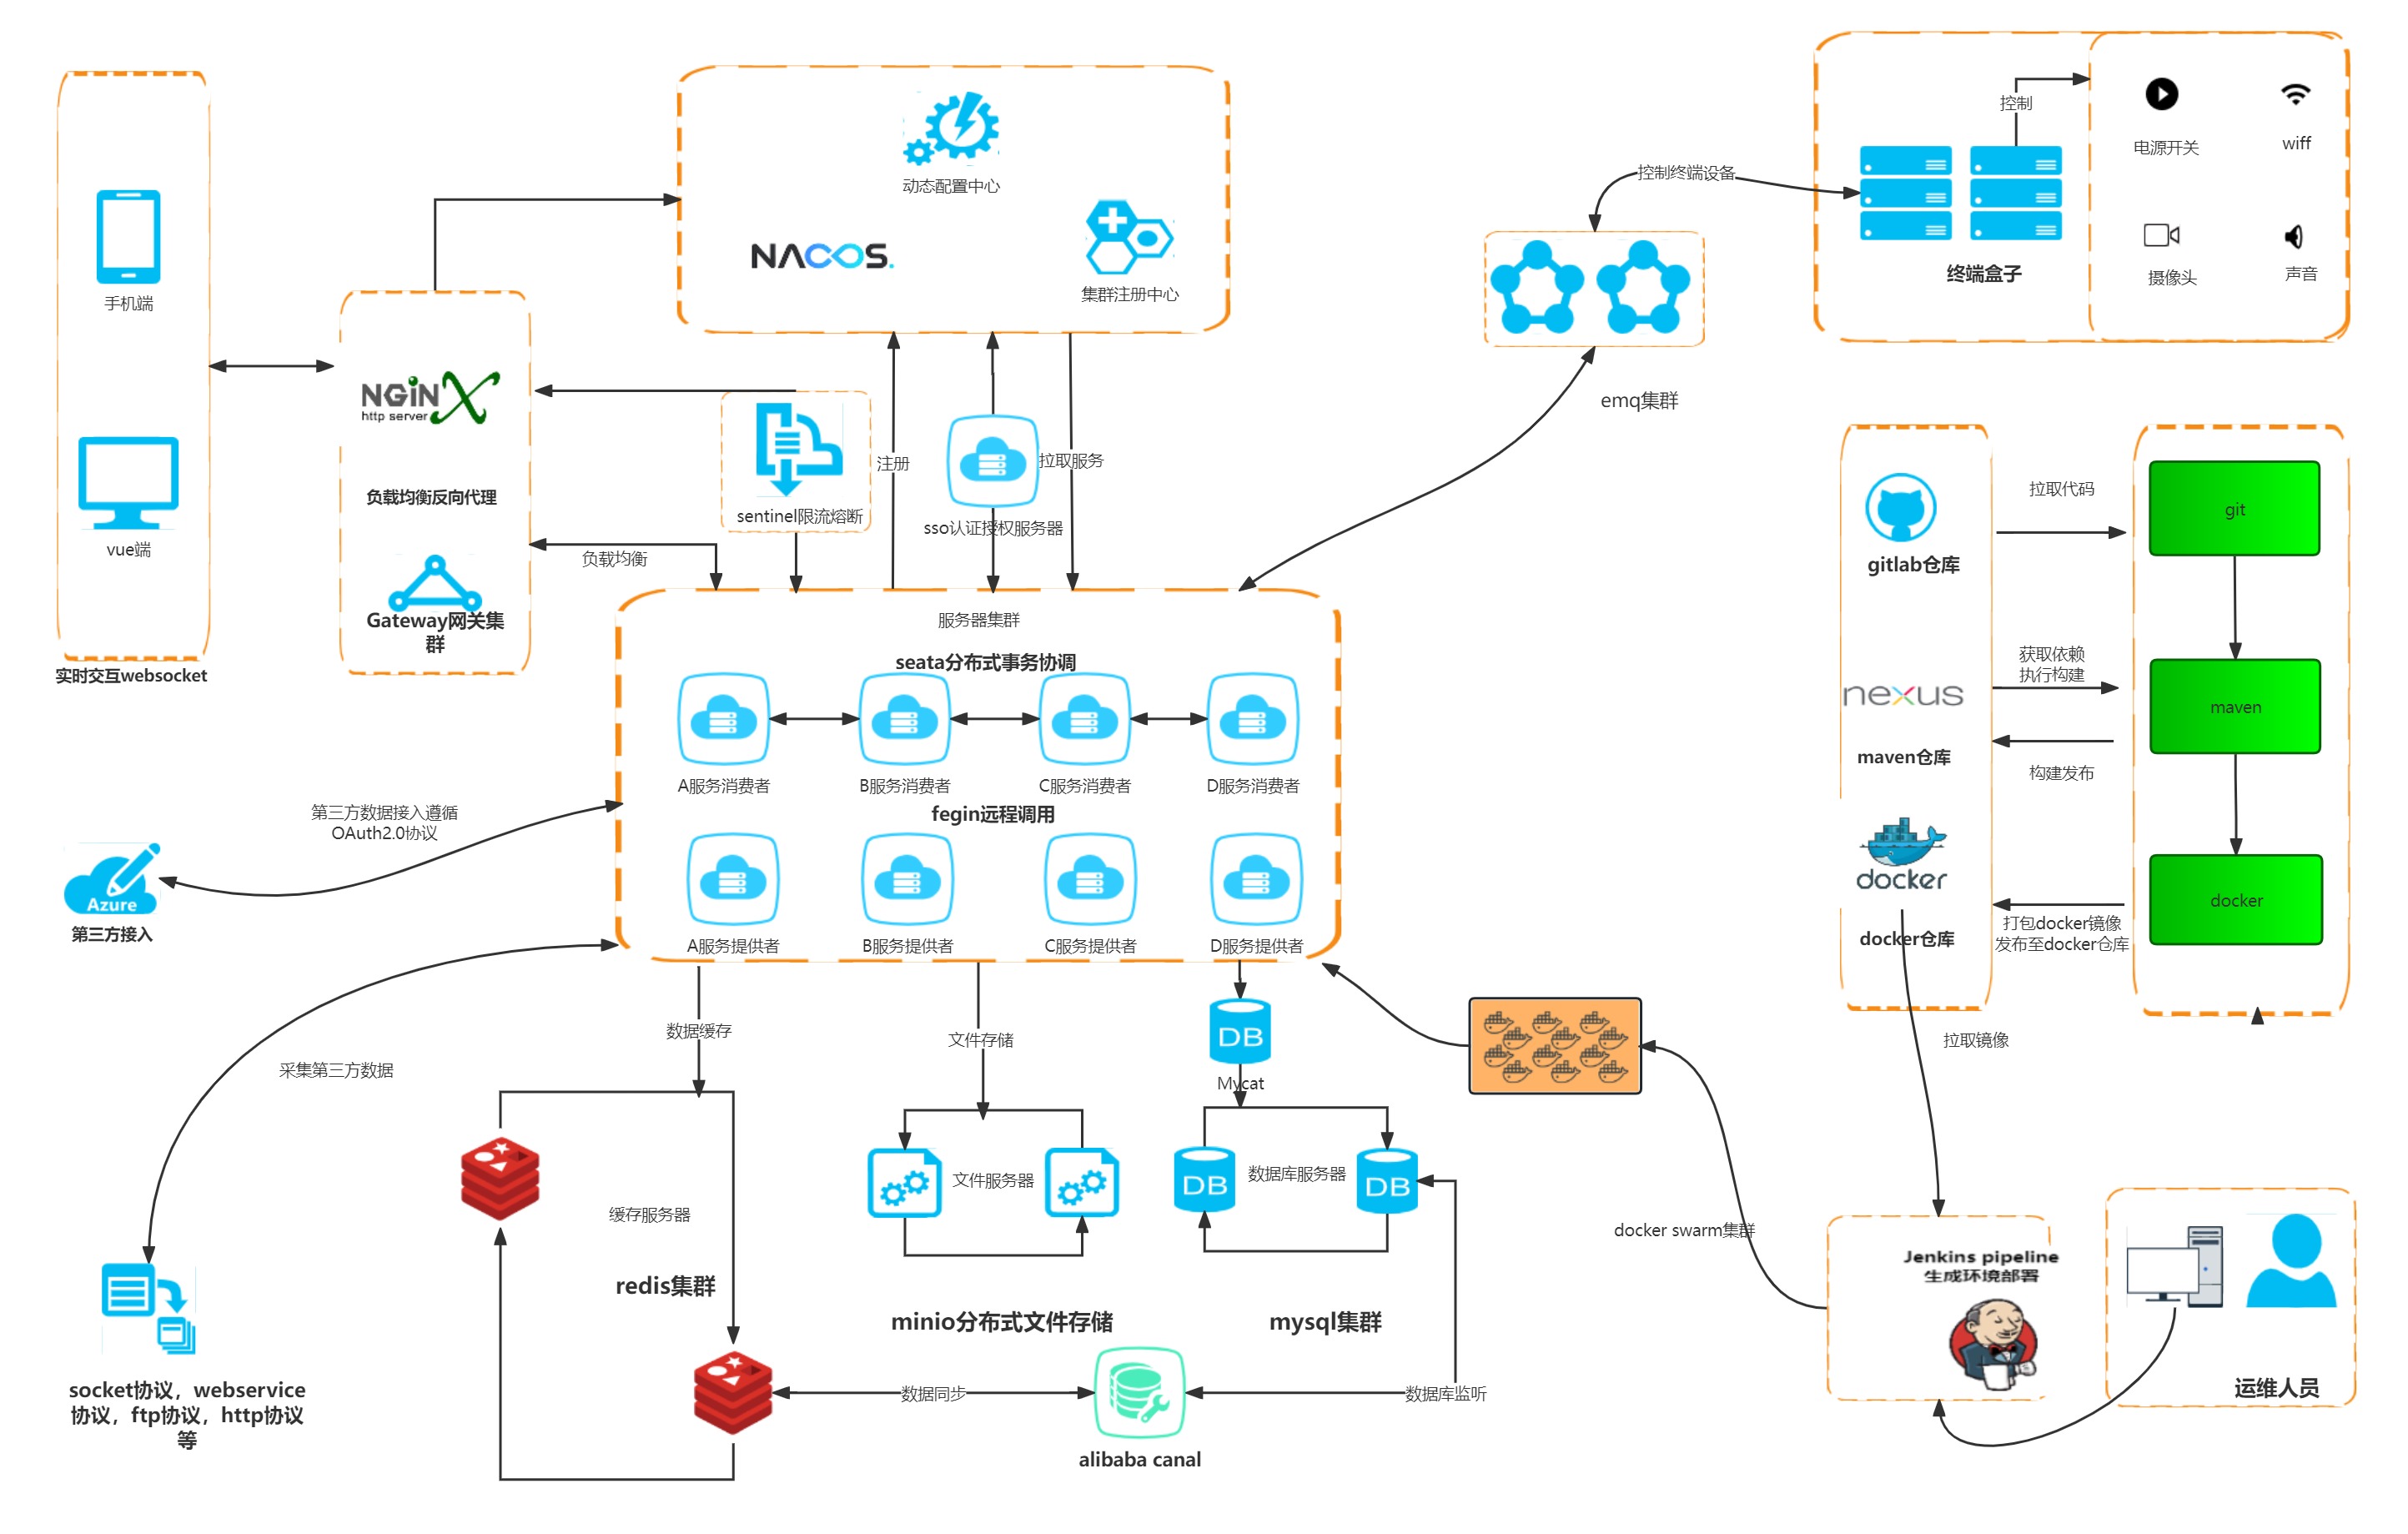 手机端
vue端
实时交互websocket
NGiNX
http server
负载均衡反向代理
Gateway网关集
群
动态配置中心
NACOS.
集群注册中心
sentinel限流熔断
注册
sso认证授权服务器
拉取服务
负载均衡
控制终端设备
emq集群
终端盒子
控制
电源开关
wiff
摄像头
声音
服务器集群
seata分布式事务协调
A服务消费者
B服务消费者
C服务消费者
D服务消费者
fegin远程调用
A服务提供者
B服务提供者
C服务提供者
D服务提供者
第三方数据接入遵循
OAuth2.0协议
Azure
第三方接入
采集第三方数据
socket协议，webservice
协议，ftp协议，http协议
等
数据缓存
缓存服务器
redis集群
文件存储
文件服务器
minio分布式文件存储
DB
Mycat
DB
数据库服务器
DB
mysql集群
数据同步
alibaba canal
数据库监听
gitlab仓库
nexus
maven仓库
docker
docker仓库
拉取代码
获取依赖
执行构建
构建发布
打包docker镜像
发布至docker仓库
git
maven
docker
拉取镜像
docker swarm集群
Jenkins pipeline
生成环境部署
运维人员